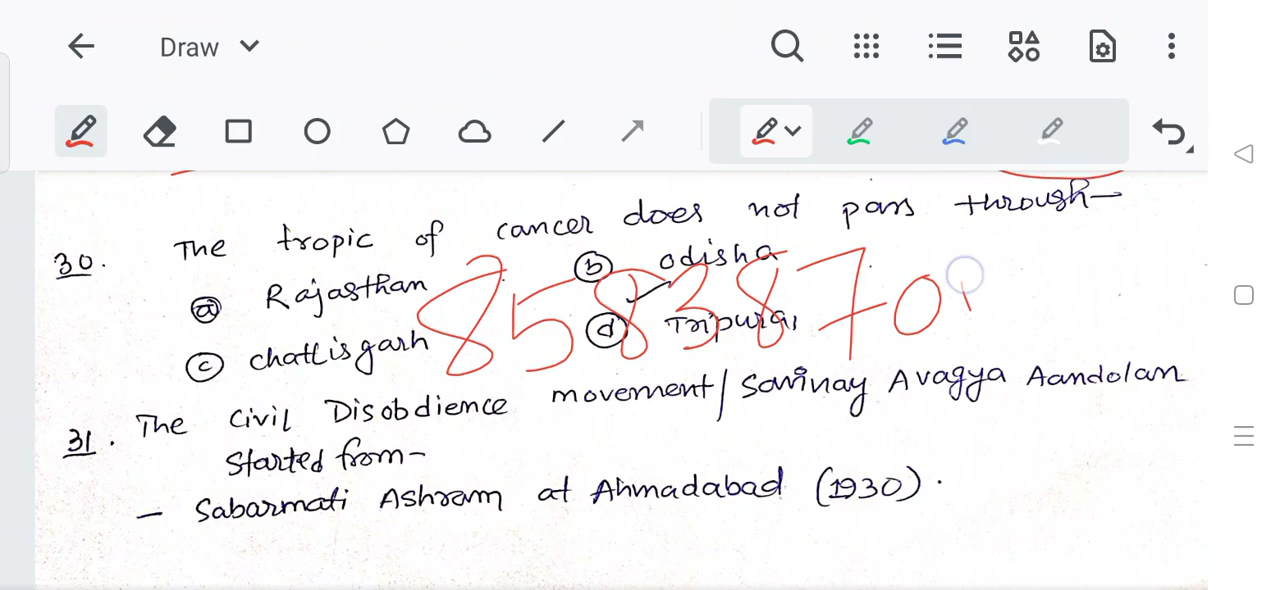 Draw
30. The tropic of cancer does not pass through-
(a) Rajasthan (b) odisha
(c) chattisgarh (d) Tripura
8583870
31. The Civil Disobdience movement/Savinay Avagya Aandolan
started from-
- Sabarmati Ashram at Ahmadabad (1930).